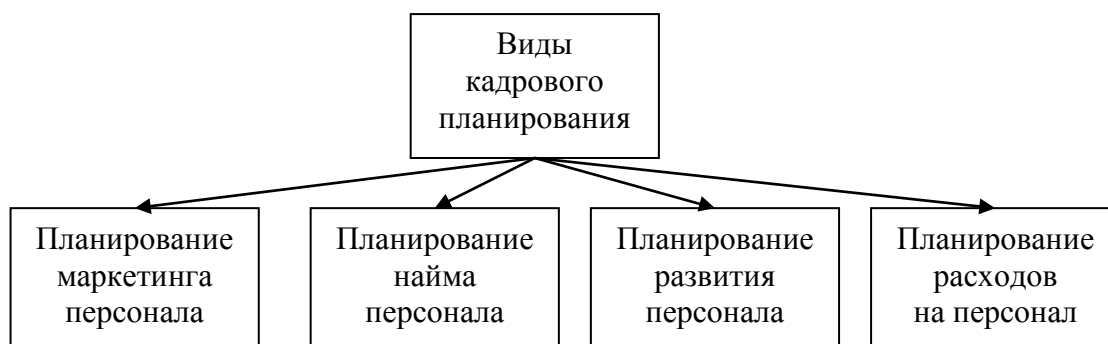 Виды
кадрового
планирования
Планирование
маркетинга
персонала
Планирование
найма
персонала
Планирование
развития
персонала
Планирование
расходов
на персонал